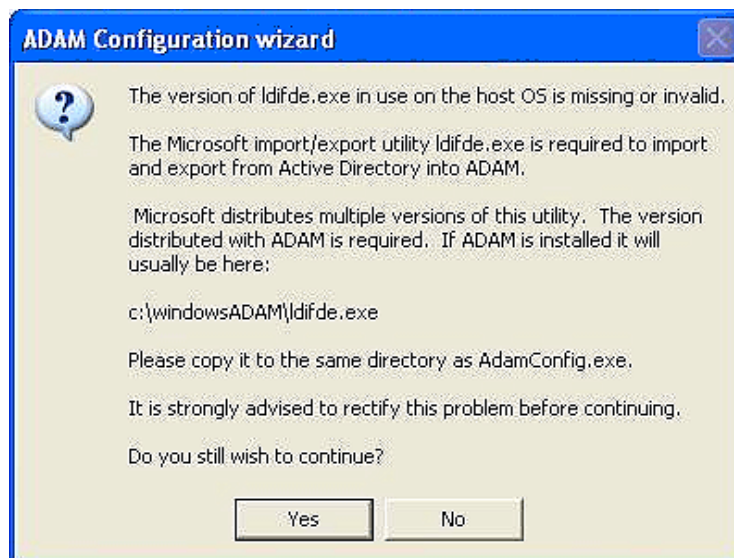 ADAM Configuration wizard
The version of ldifde.exe in use on the host OS is missing or invalid.
The Microsoft import/export utility ldifde.exe is required to import
and export from Active Directory into ADAM.
Microsoft distributes multiple versions of this utility.  The version
distributed with ADAM is required.  If ADAM is installed it will
usually be here:
c:\windowsADAM\ldifde.exe
Please copy it to the same directory as AdamConfig.exe.
It is strongly advised to rectify this problem before continuing.
Do you still wish to continue?
Yes
No